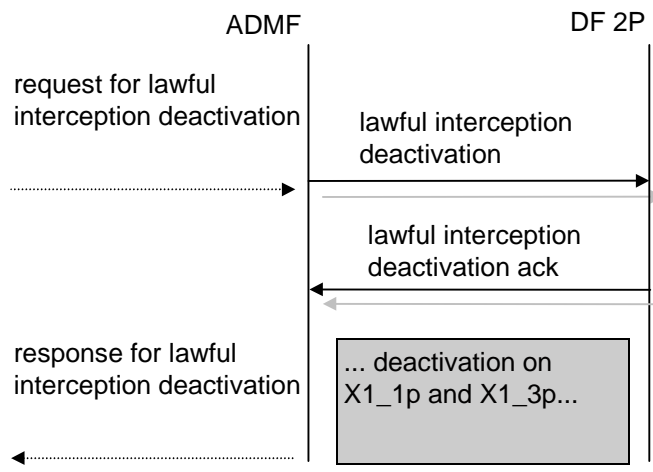 ADMF
DF 2P
request for lawful
interception deactivation
lawful interception
deactivation
lawful interception
deactivation ack
response for lawful
interception deactivation
... deactivation on
X1_1p and X1_3p...